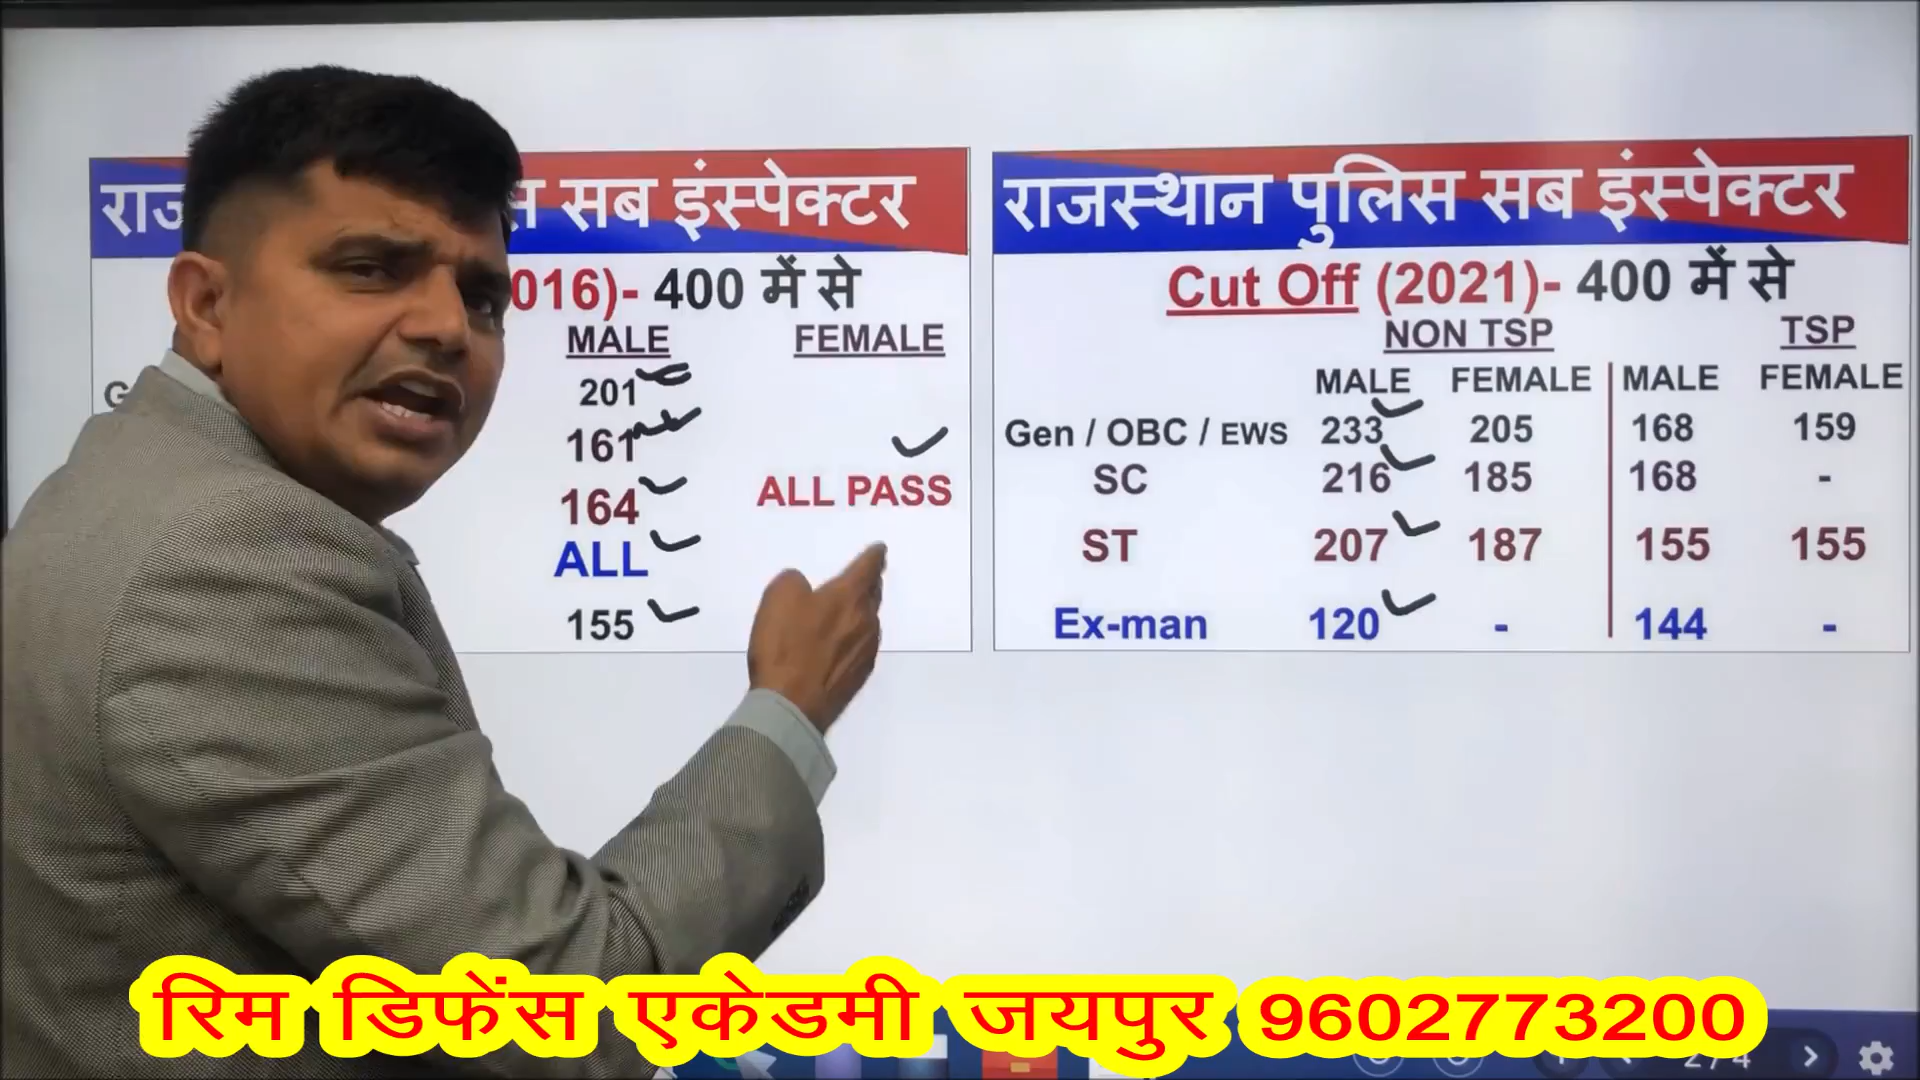 सब इंस्पेक्टर
016)- 400 में से
MALE FEMALE
201
161
164 ALL PASS
ALL
155
राजस्थान पुलिस सब इंस्पेक्टर
Cut Off (2021)- 400 में से
NON TSP TSP
MALE FEMALE MALE FEMALE
Gen / OBC / EWS 233 205 168 159
SC 216 185 168 -
ST 207 187 155 155
Ex-man 120 - 144 -
रिम डिफेंस एकेडमी जयपुर 9602773200
2 / 4